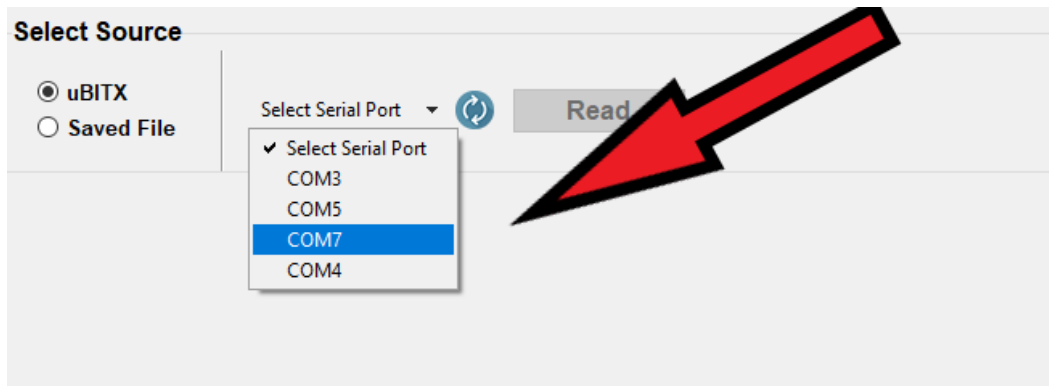 Select Source
uBITX
Saved File
Select Serial Port
Read
Select Serial Port
COM3
COM5
COM7
COM4